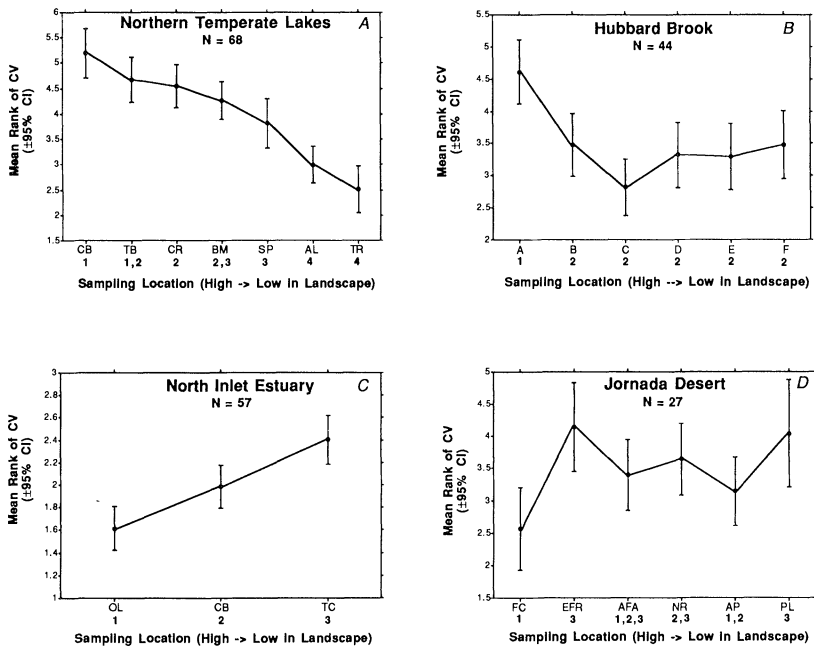 Northern Temperate Lakes
A
N = 68
Mean Rank of CV
(±95% CI)
6
5.5
5
4.5
4
3.5
3
2.5
2
1.5
CB TB CR BM SP AL TR
1 1,2 2 2,3 3 4 4
Sampling Location (High -> Low in Landscape)
Hubbard Brook
B
N = 44
Mean Rank of CV
(±95% CI)
5.5
5
4.5
4
3.5
3
2.5
2
A B C D E F
1 2 2 2 2 2
Sampling Location (High --> Low in Landscape)
North Inlet Estuary
C
N = 57
Mean Rank of CV
(±95% CI)
3
2.8
2.6
2.4
2.2
2
1.8
1.6
1.4
1.2
1
OL CB TC
1 2 3
Sampling Location (High -> Low in Landscape)
Jornada Desert
D
N = 27
Mean Rank of CV
(±95% CI)
5
4.5
4
3.5
3
2.5
2
1.5
FC EFR AFA NR AP PL
1 3 1,2,3 2,3 1,2 3
Sampling Location (High -> Low in Landscape)